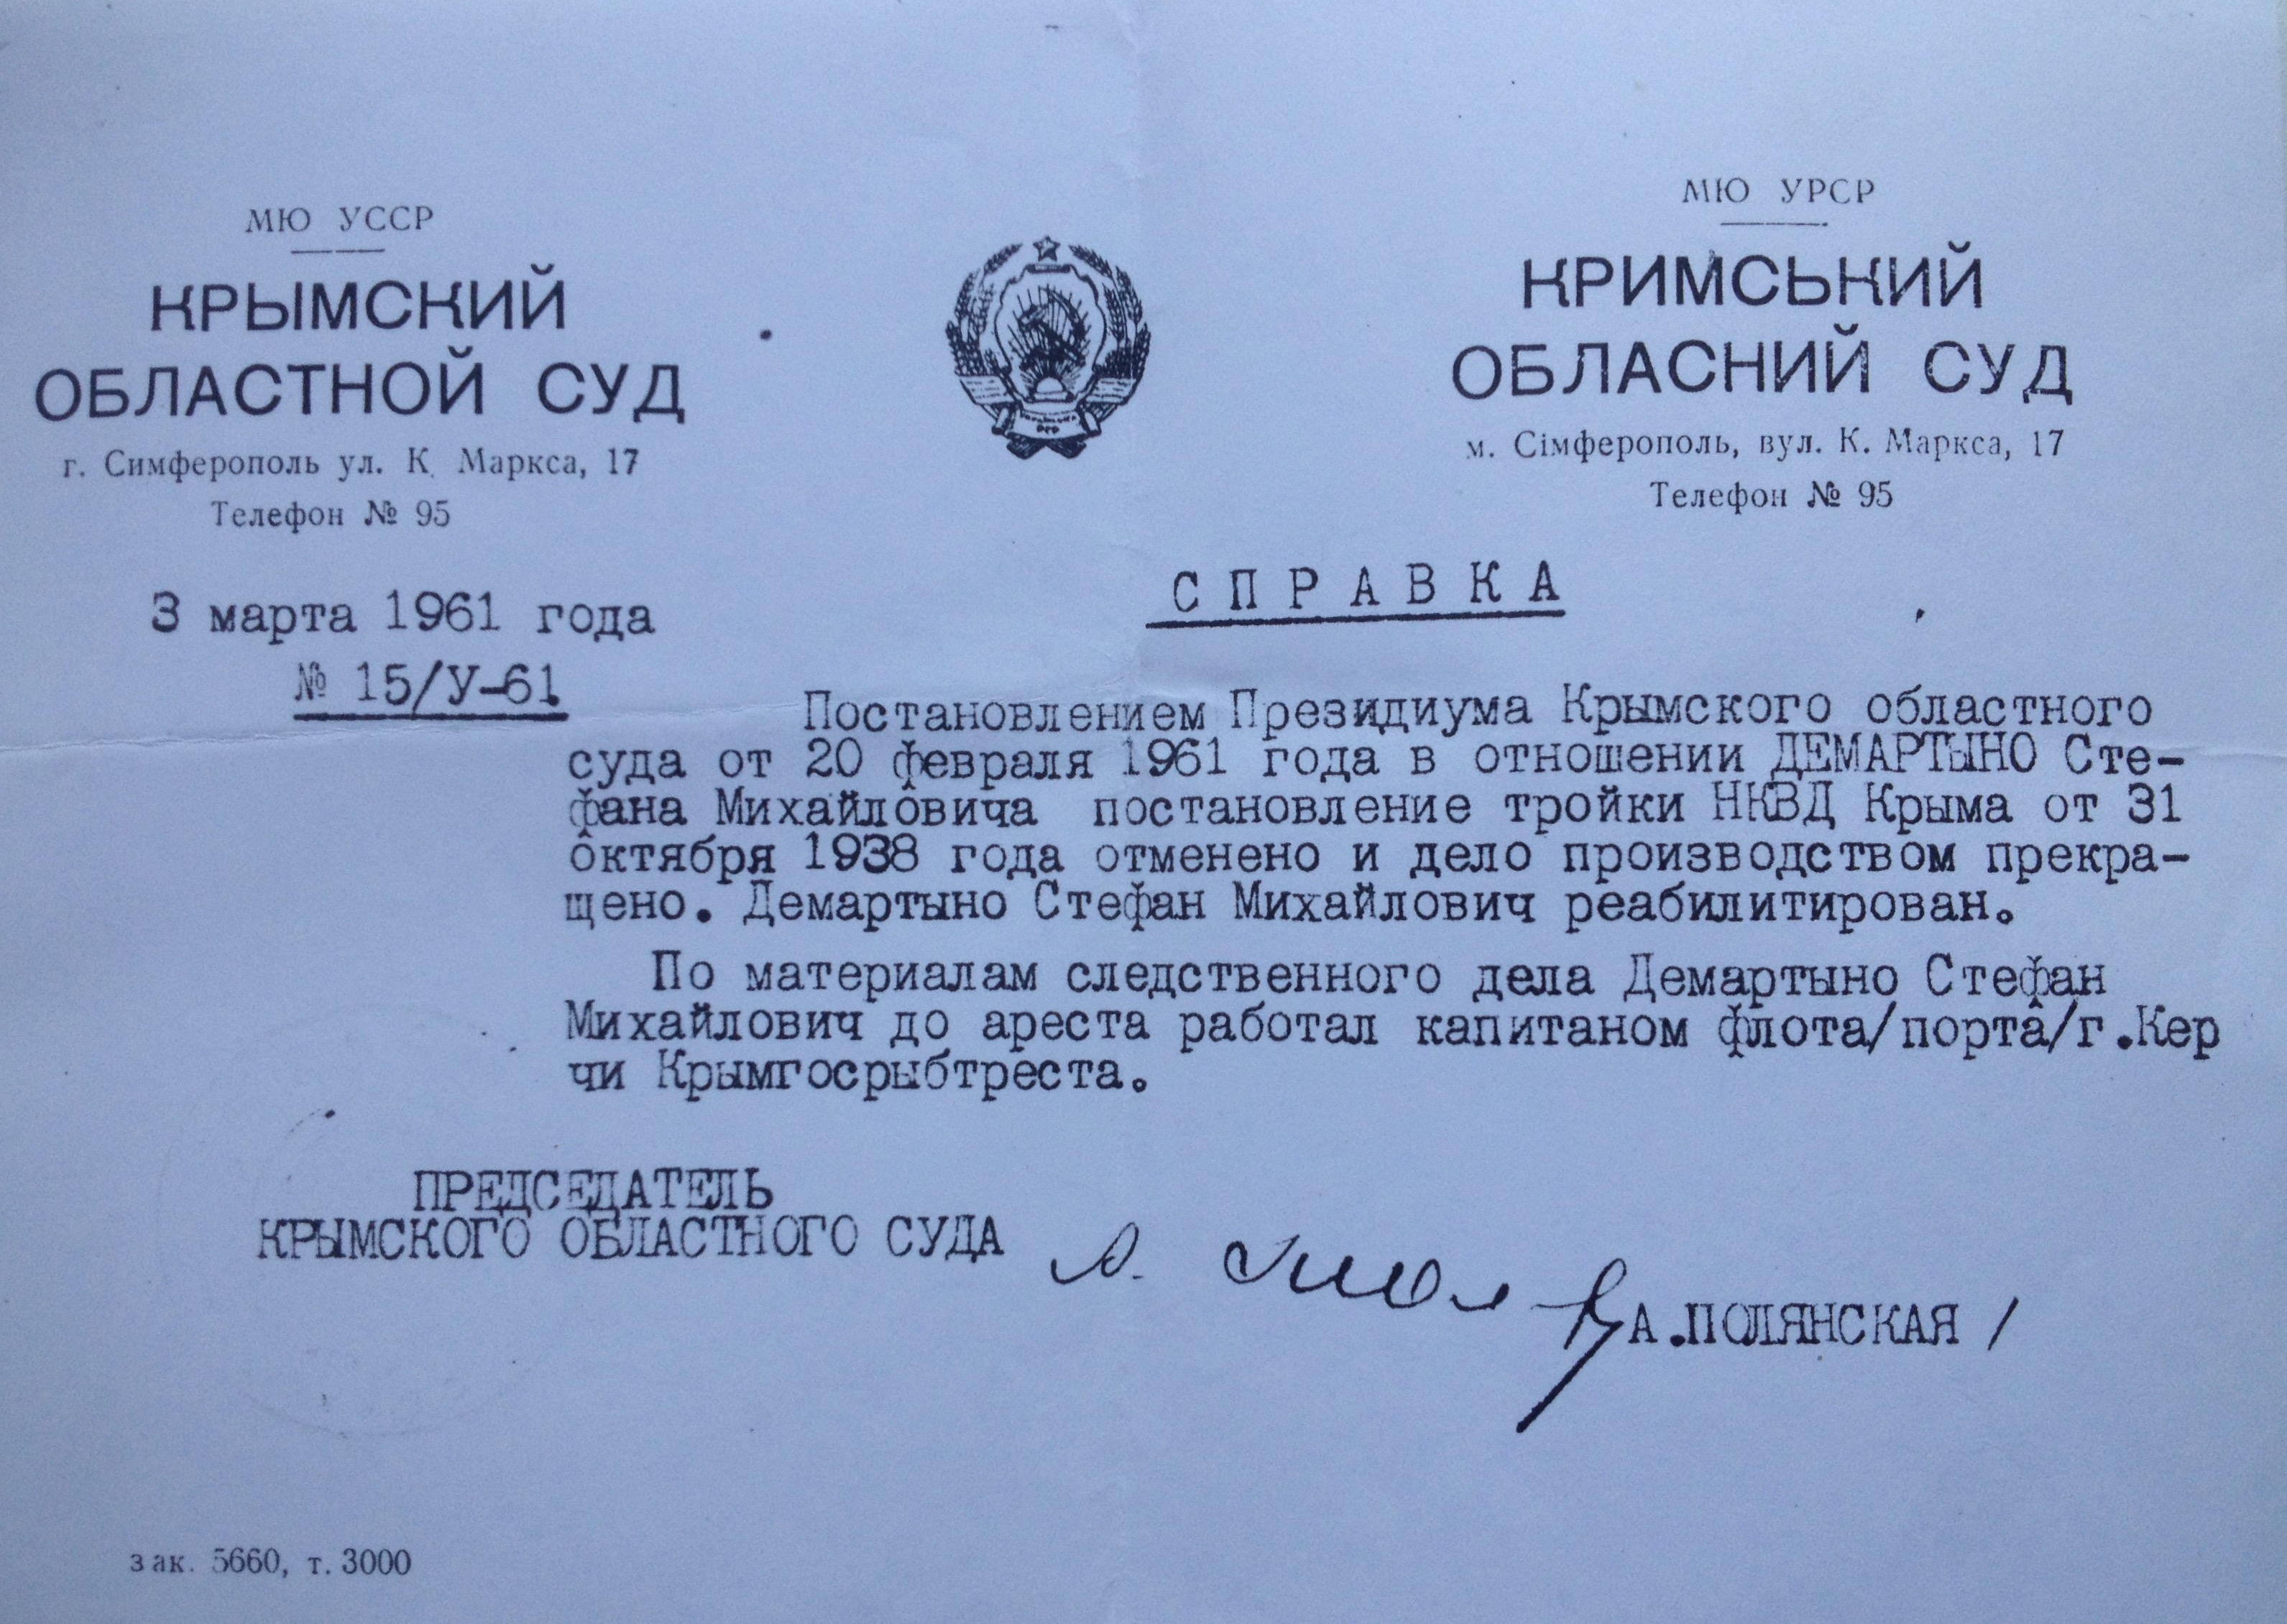 МЮ УССР
КРЫМСКИЙ
ОБЛАСТНОЙ СУД
г. Симферополь ул. К. Маркса, 17
Телефон № 95
МЮ УРСР
КРИМСЬКИЙ
ОБЛАСНИЙ СУД
м. Сімферополь, вул. К. Маркса, 17
Телефон № 95
3 марта 1961 года
№ 15/У-61
СПРАВКА
Постановлением Президиума Крымского областного
суда от 20 февраля 1961 года в отношении ДЕМАРТЫНО Сте-
фана Михайловича постановление тройки НКВД Крыма от 31
октября 1938 года отменено и дело производством прекра-
щено. Демартыно Стефан Михайлович реабилитирован.
По материалам следственного дела Демартыно Стефан
Михайлович до ареста работал капитаном флота/порта/г.Кер
чи Крымгосрыбтреста.
ПРЕДСЕДАТЕЛЬ
КРЫМСКОГО ОБЛАСТНОГО СУДА
А.ПОЛЯНСКАЯ /
зак. 5660, т. 3000